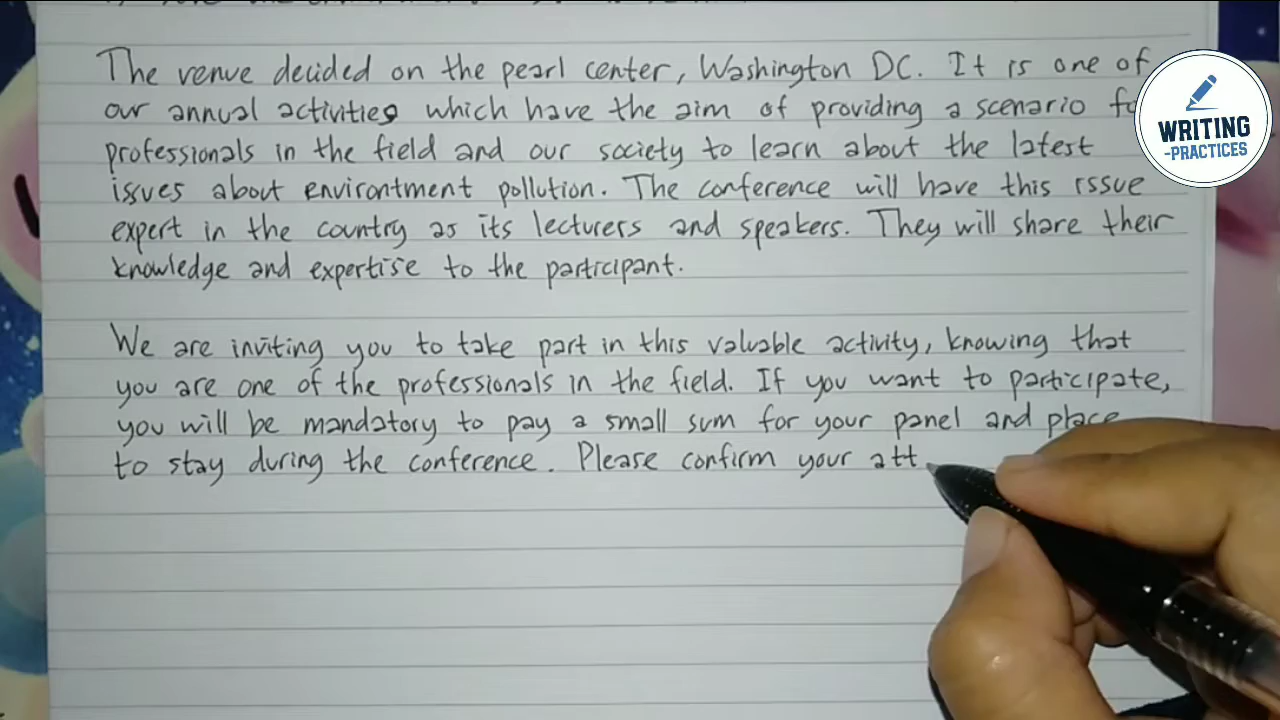 The venue decided on the pearl center, Washington DC. It is one of
our annual activities which have the aim of providing a scenario
professionals in the field and our society to learn about the latest
issues about environtment pollution. The conference will have this issue
expert in the country as its lecturers and speakers. They will share their
knowledge and expertise to the participant.
We are inviting you to take part in this valuable activity, knowing that
you are one of the professionals in the field. If you want to participate,
you will be mandatory to pay a small sum for your panel and place
to stay during the conference. Please confirm your att
WRITING
-PRACTICES